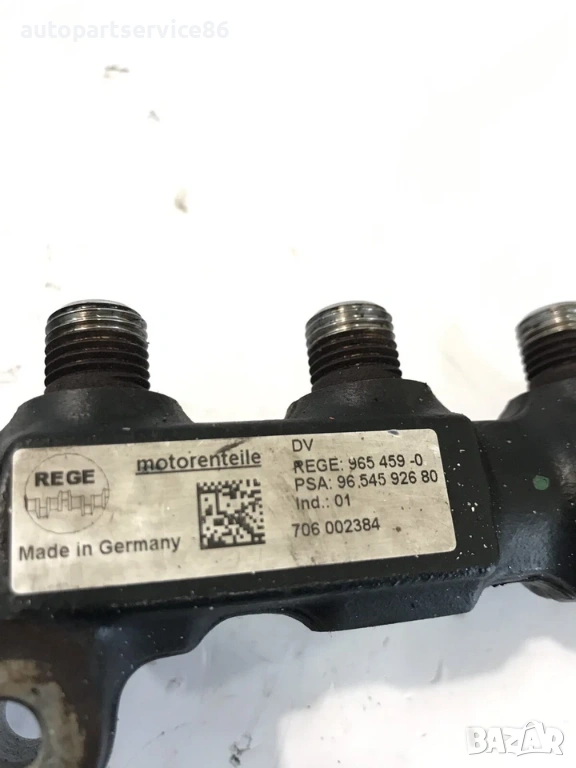 autopartservice86
REGE
motorenteile
Made in Germany
DV
REGE: 965 459 -0
PSA: 96.545 926 80
Ind.: 01
706 002384
BAZAR